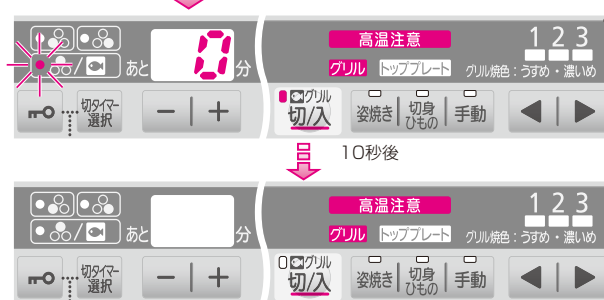 高温注意
1 2 3
あと 0 分
グリル トッププレート グリル焼色：うすめ・濃いめ
切タイマー選択 − ＋
グリル 切/入
姿焼き 切身ひもの 手動 ◀ ▶
10秒後
高温注意
1 2 3
あと 分
グリル トッププレート グリル焼色：うすめ・濃いめ
切タイマー選択 − ＋
グリル 切/入
姿焼き 切身ひもの 手動 ◀ ▶